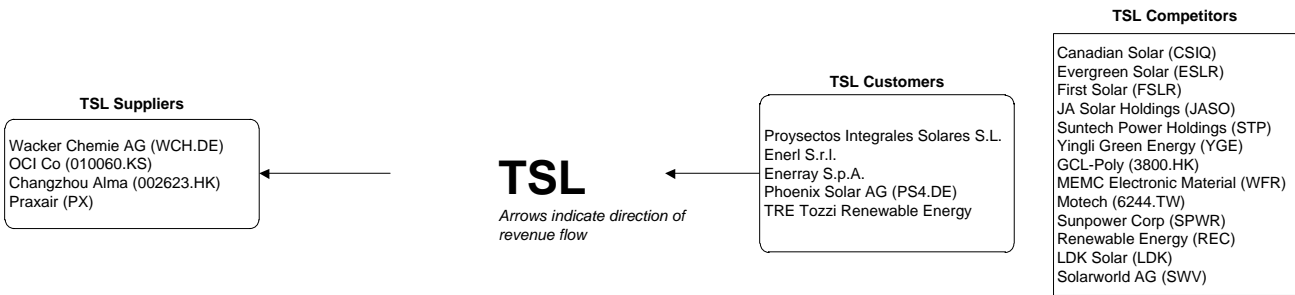 TSL Competitors
Canadian Solar (CSIQ)
Evergreen Solar (ESLR)
First Solar (FSLR)
JA Solar Holdings (JASO)
Suntech Power Holdings (STP)
Yingli Green Energy (YGE)
GCL-Poly (3800.HK)
MEMC Electronic Material (WFR)
Motech (6244.TW)
Sunpower Corp (SPWR)
Renewable Energy (REC)
LDK Solar (LDK)
Solarworld AG (SWV)
TSL Customers
Proysectos Integrales Solares S.L.
Enerl S.r.l.
Enerray S.p.A.
Phoenix Solar AG (PS4.DE)
TRE Tozzi Renewable Energy
TSL Suppliers
Wacker Chemie AG (WCH.DE)
OCI Co (010060.KS)
Changzhou Alma (002623.HK)
Praxair (PX)
TSL
Arrows indicate direction of
revenue flow